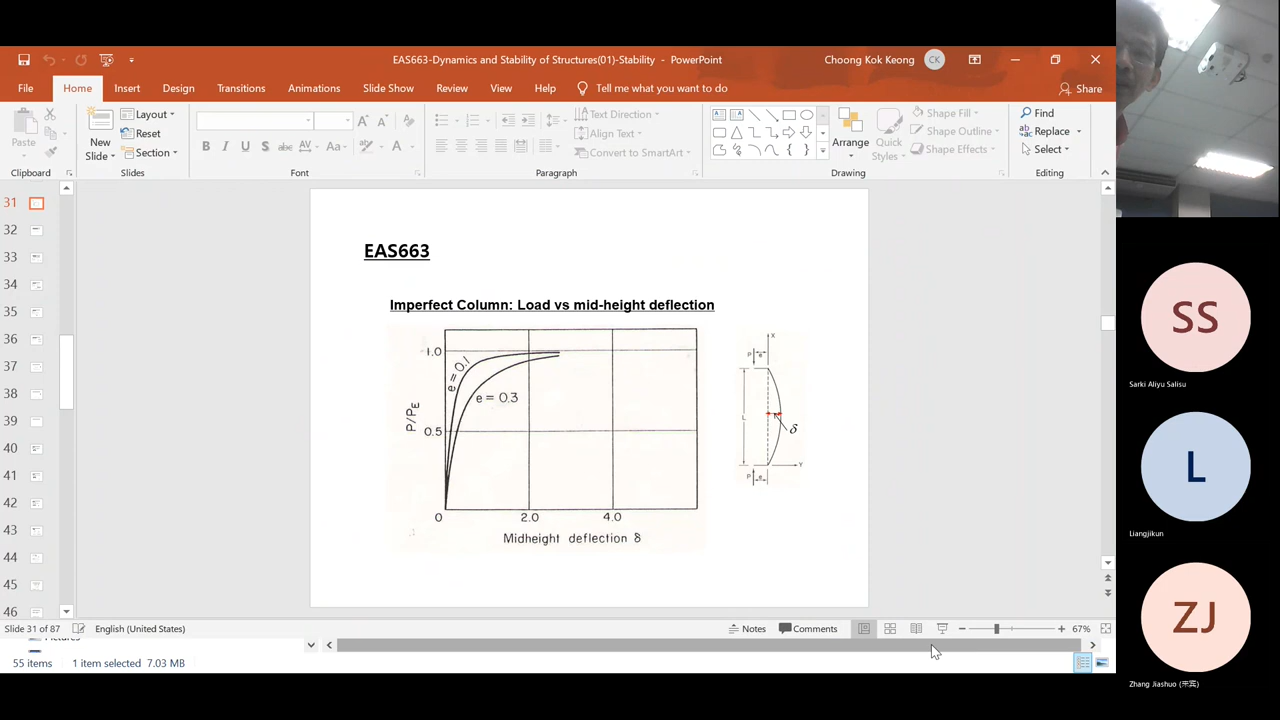 EAS663-Dynamics and Stability of Structures(01)-Stability - PowerPoint
Choong Kok Keong
CK
File
Home
Insert
Design
Transitions
Animations
Slide Show
Review
View
Help
Tell me what you want to do
Share
Paste
Clipboard
New
Slide
Layout
Reset
Section
Slides
B I U S abc AV Aa
Font
Text Direction
Align Text
Convert to SmartArt
Paragraph
Arrange
Quick
Styles
Shape Fill
Shape Outline
Shape Effects
Drawing
Find
Replace
Select
Editing
31
32
33
34
35
36
37
38
39
40
41
42
43
44
45
46
EAS663
Imperfect Column: Load vs mid-height deflection
1.0
0.5
0
2.0
4.0
P/PE
e = 0.1
e = 0.3
Midheight deflection δ
X
P
e
L
δ
Y
P
e
Slide 31 of 87
English (United States)
Notes
Comments
67%
55 items
1 item selected 7.03 MB
SS
Sarki Aliyu Salisu
L
Liangjikun
ZJ
Zhang Jiashuo